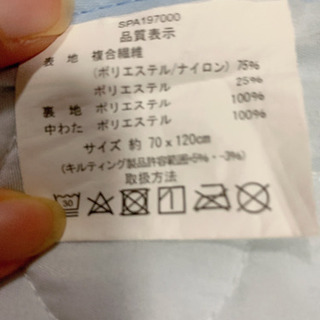 SPA197000
品質表示
表 地 複合繊維
(ポリエステル/ナイロン) 75%
ポリエステル 25%
裏 地 ポリエステル 100%
中わた ポリエステル 100%
サイズ 約 70 x 120cm
(キルティング製品許容範囲+5% - -3%)
取扱方法
30